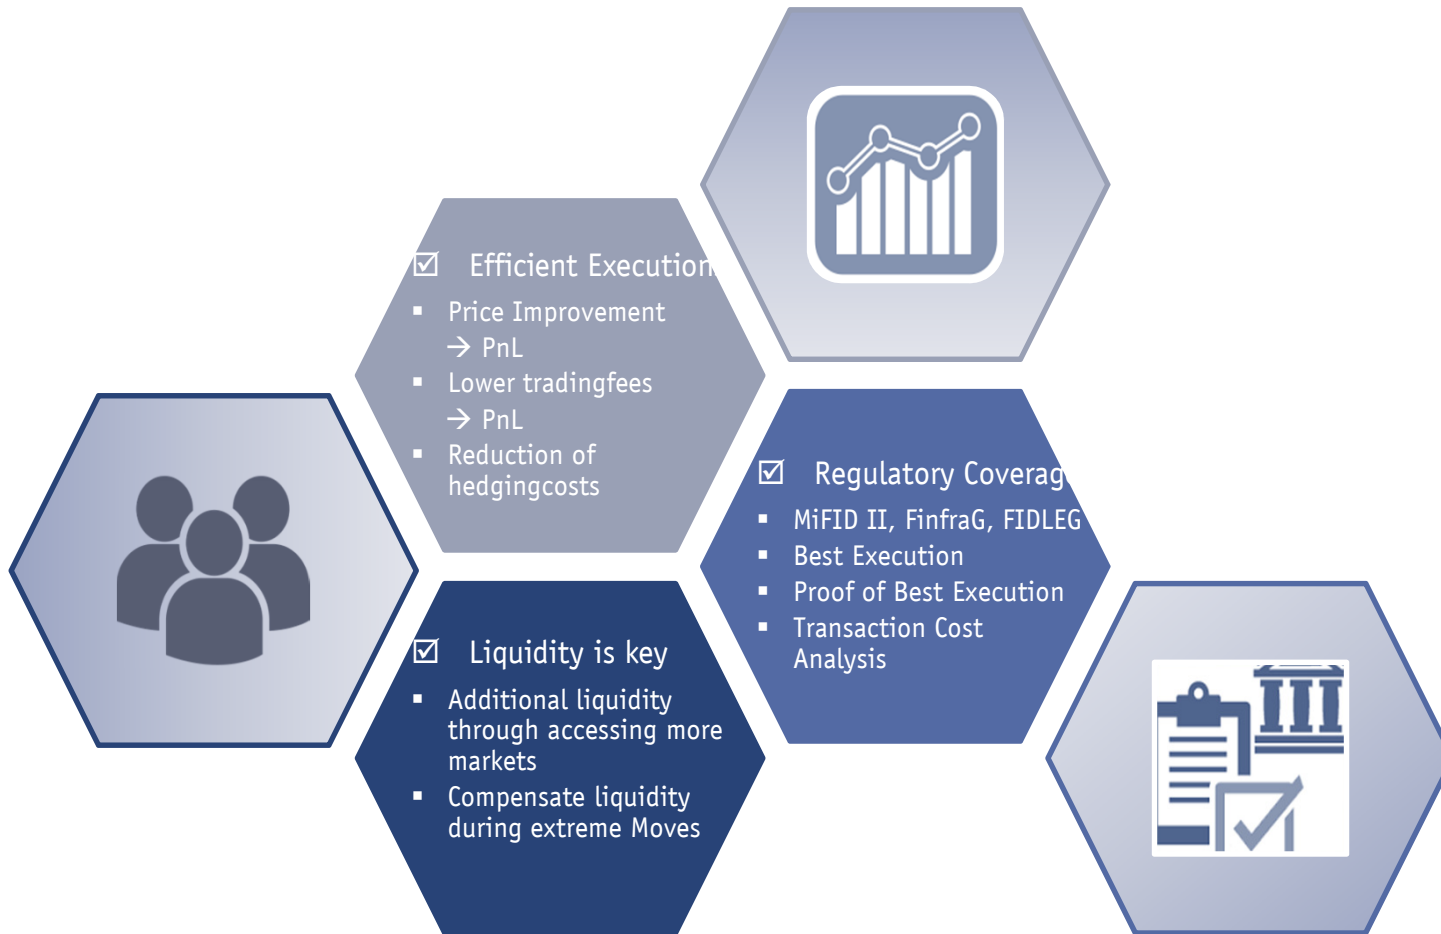 ☑ Efficient Execution
▪ Price Improvement
→ PnL
▪ Lower tradingfees
→ PnL
▪ Reduction of
hedgingcosts
☑ Liquidity is key
▪ Additional liquidity
through accessing more
markets
▪ Compensate liquidity
during extreme Moves
☑ Regulatory Coverage
▪ MiFID II, FinfraG, FIDLEG
▪ Best Execution
▪ Proof of Best Execution
▪ Transaction Cost
Analysis